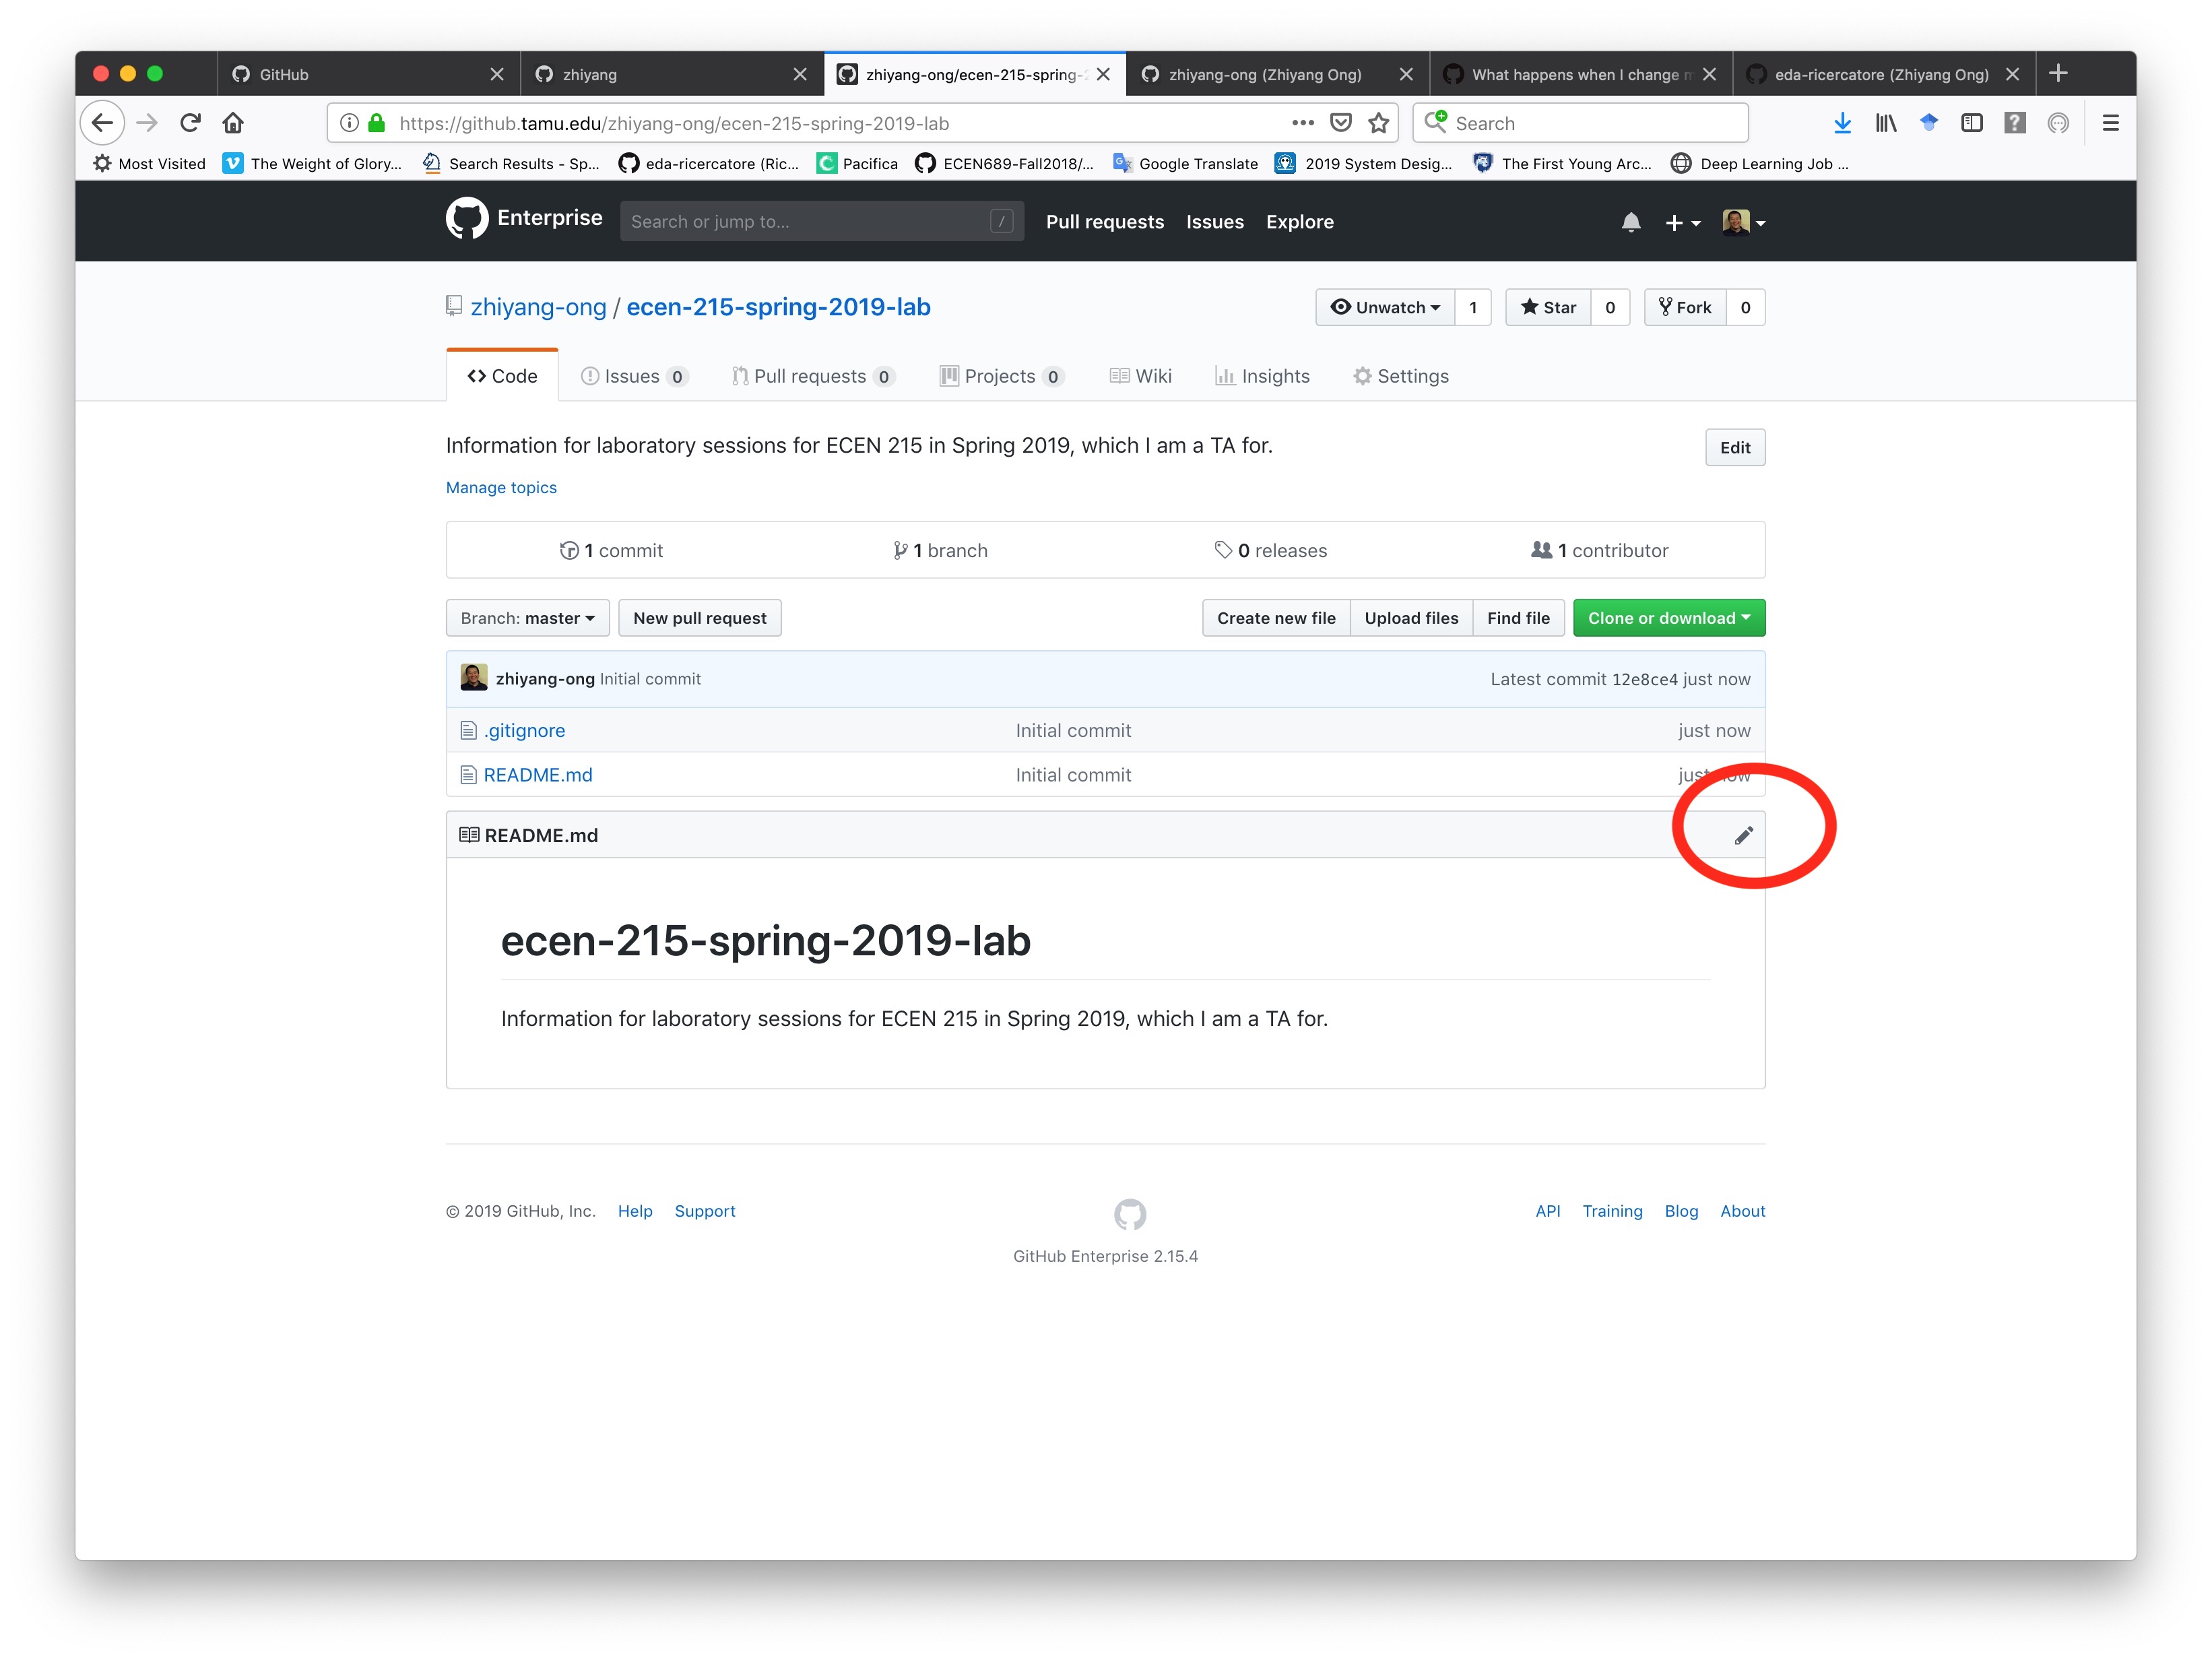 GitHub
zhiyang
zhiyang-ong/ecen-215-spring-2
zhiyang-ong (Zhiyang Ong)
What happens when I change m
eda-ricercatore (Zhiyang Ong)
https://github.tamu.edu/zhiyang-ong/ecen-215-spring-2019-lab
Search
Most Visited
The Weight of Glory...
Search Results - Sp...
eda-ricercatore (Ric...
Pacifica
ECEN689-Fall2018/...
Google Translate
2019 System Desig...
The First Young Arc...
Deep Learning Job ...
Enterprise
Search or jump to...
/
Pull requests
Issues
Explore
zhiyang-ong / ecen-215-spring-2019-lab
Unwatch 1
Star 0
Fork 0
Code
Issues 0
Pull requests 0
Projects 0
Wiki
Insights
Settings
Information for laboratory sessions for ECEN 215 in Spring 2019, which I am a TA for.
Edit
Manage topics
1 commit
1 branch
0 releases
1 contributor
Branch: master
New pull request
Create new file
Upload files
Find file
Clone or download
zhiyang-ong Initial commit
Latest commit 12e8ce4 just now
.gitignore
Initial commit
just now
README.md
Initial commit
just now
README.md
ecen-215-spring-2019-lab
Information for laboratory sessions for ECEN 215 in Spring 2019, which I am a TA for.
© 2019 GitHub, Inc.
Help
Support
API
Training
Blog
About
GitHub Enterprise 2.15.4